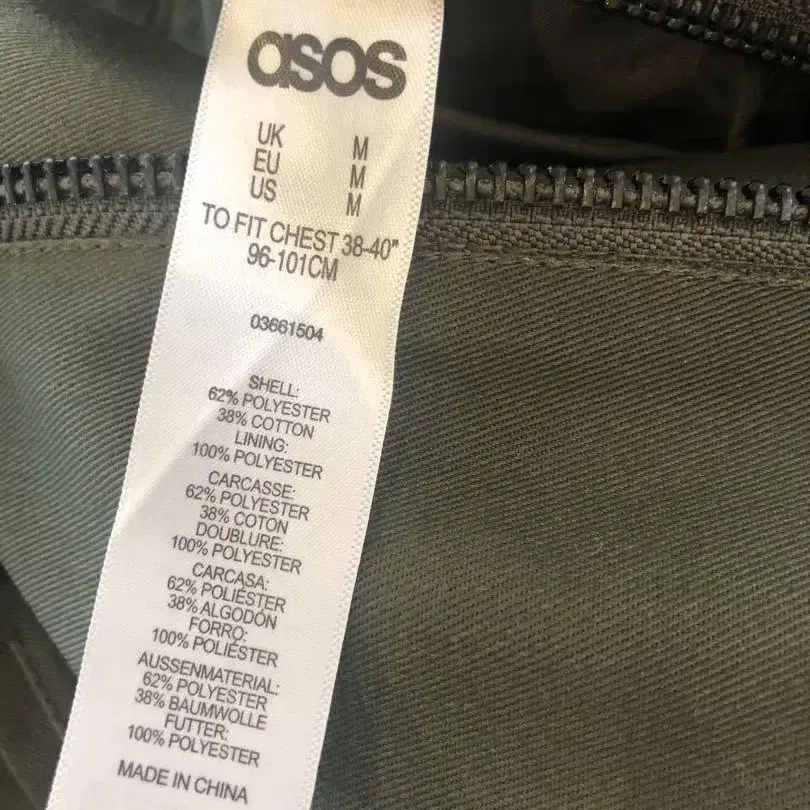 asos
UK M
EU M
US M
TO FIT CHEST 38-40"
96-101CM
03661504
SHELL:
62% POLYESTER
38% COTTON
LINING:
100% POLYESTER
CARCASSE:
62% POLYESTER
38% COTON
DOUBLURE:
100% POLYESTER
CARCASA:
62% POLIÉSTER
38% ALGODÓN
FORRO:
100% POLIÉSTER
AUSSENMATERIAL:
62% POLYESTER
38% BAUMWOLLE
FUTTER:
100% POLYESTER
MADE IN CHINA